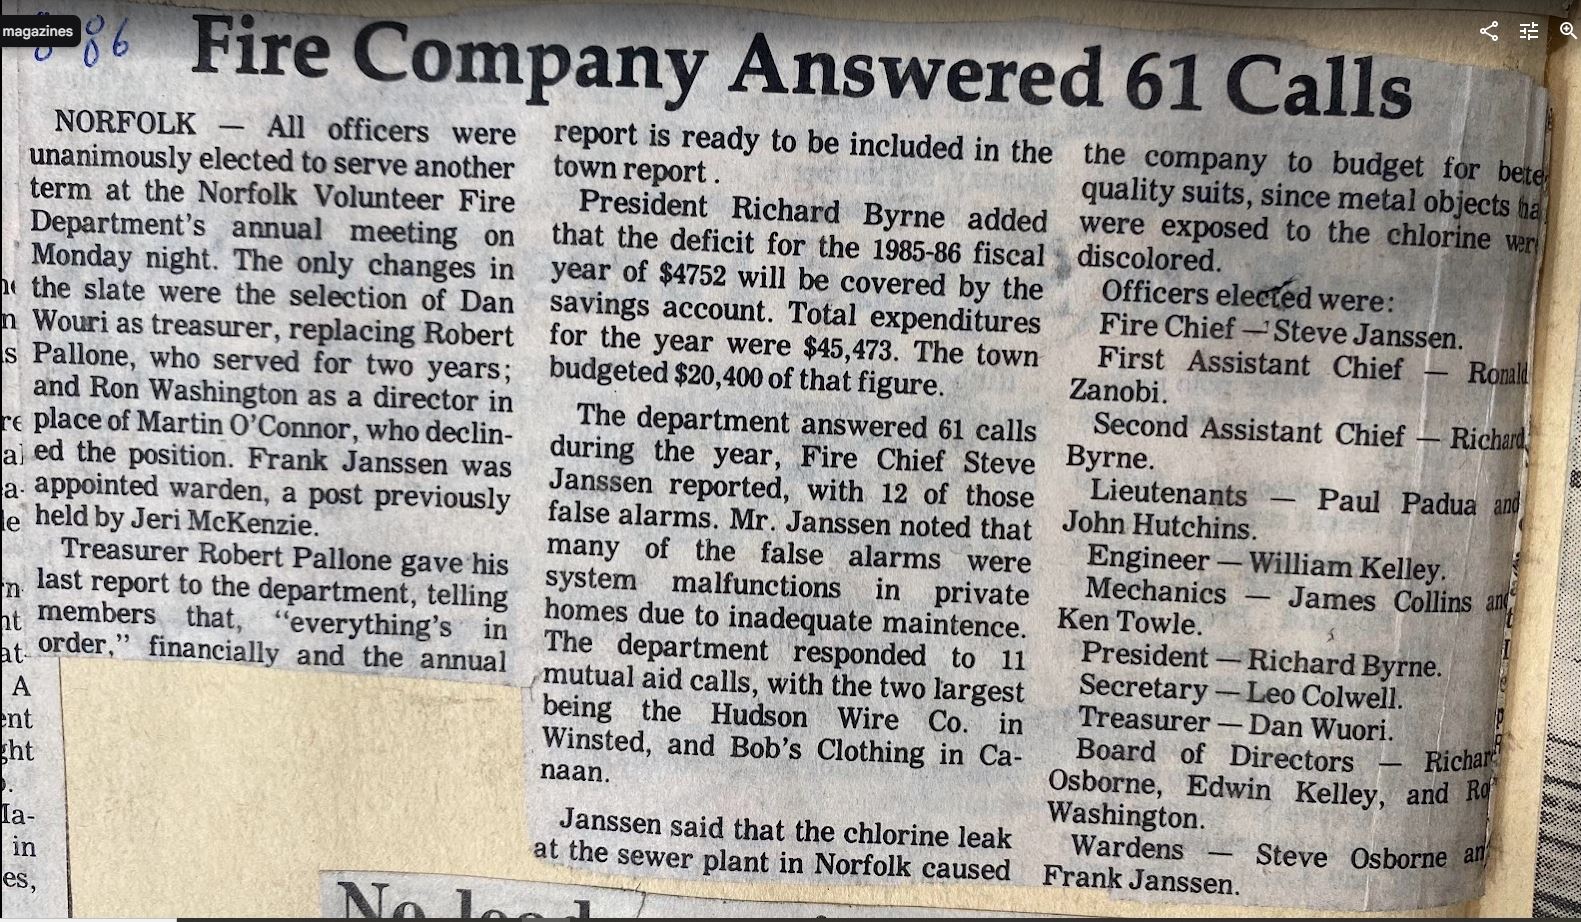 magazines
86
Fire Company Answered 61 Calls
NORFOLK — All officers were
unanimously elected to serve another
term at the Norfolk Volunteer Fire
Department's annual meeting on
Monday night. The only changes in
the slate were the selection of Dan
Wouri as treasurer, replacing Robert
Pallone, who served for two years;
and Ron Washington as a director in
place of Martin O'Connor, who declin-
ed the position. Frank Janssen was
appointed warden, a post previously
held by Jeri McKenzie.
Treasurer Robert Pallone gave his
last report to the department, telling
members that, "everything's in
order," financially and the annual
report is ready to be included in the
town report.
President Richard Byrne added
that the deficit for the 1985-86 fiscal
year of $4752 will be covered by the
savings account. Total expenditures
for the year were $45,473. The town
budgeted $20,400 of that figure.
The department answered 61 calls
during the year, Fire Chief Steve
Janssen reported, with 12 of those
false alarms. Mr. Janssen noted that
many of the false alarms were
system malfunctions in private
homes due to inadequate maintence.
The department responded to 11
mutual aid calls, with the two largest
being the Hudson Wire Co. in
Winsted, and Bob's Clothing in Ca-
naan.
Janssen said that the chlorine leak
at the sewer plant in Norfolk caused
the company to budget for bete
quality suits, since metal objects ha
were exposed to the chlorine wer
discolored.
Officers elected were:
Fire Chief — Steve Janssen.
First Assistant Chief — Ronald
Zanobi.
Second Assistant Chief — Richard
Byrne.
Lieutenants — Paul Padua and
John Hutchins.
Engineer — William Kelley.
Mechanics — James Collins and
Ken Towle.
President — Richard Byrne.
Secretary — Leo Colwell.
Treasurer — Dan Wuori.
Board of Directors — Richar
Osborne, Edwin Kelley, and Ro
Washington.
Wardens — Steve Osborne an
Frank Janssen.
No